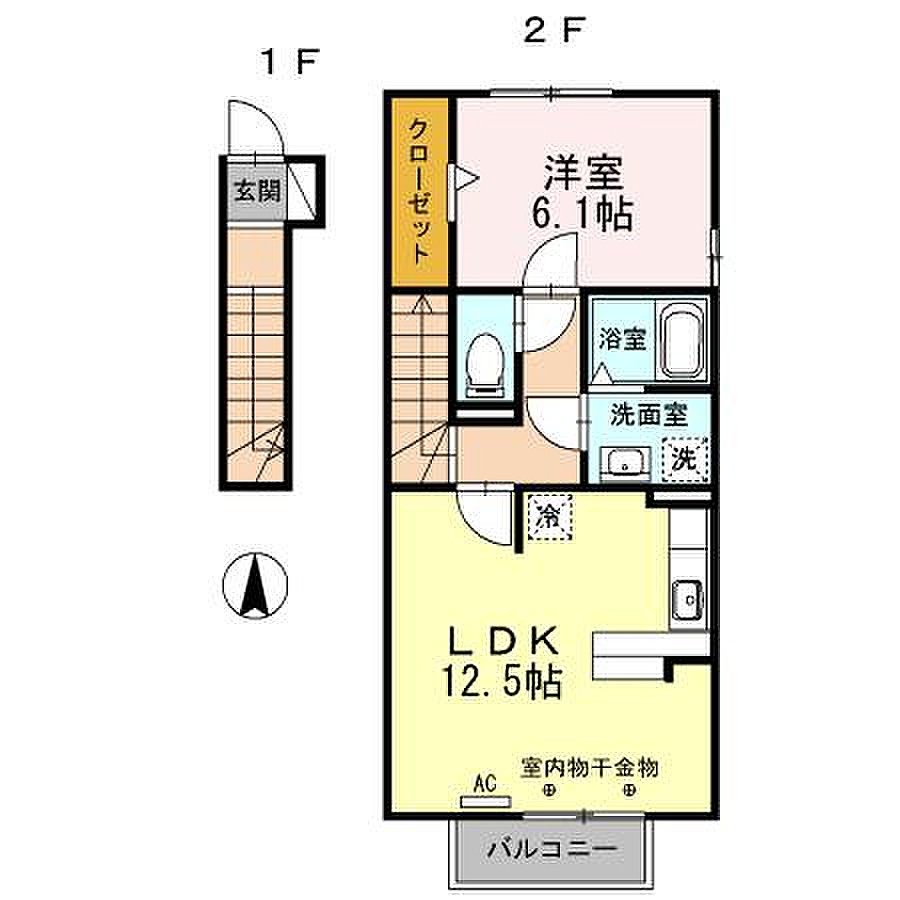 ２Ｆ
１Ｆ
クローゼット
洋室
6.1帖
玄関
浴室
洗面室
洗
冷
ＬＤＫ
12.5帖
室内物干金物
AC
バルコニー